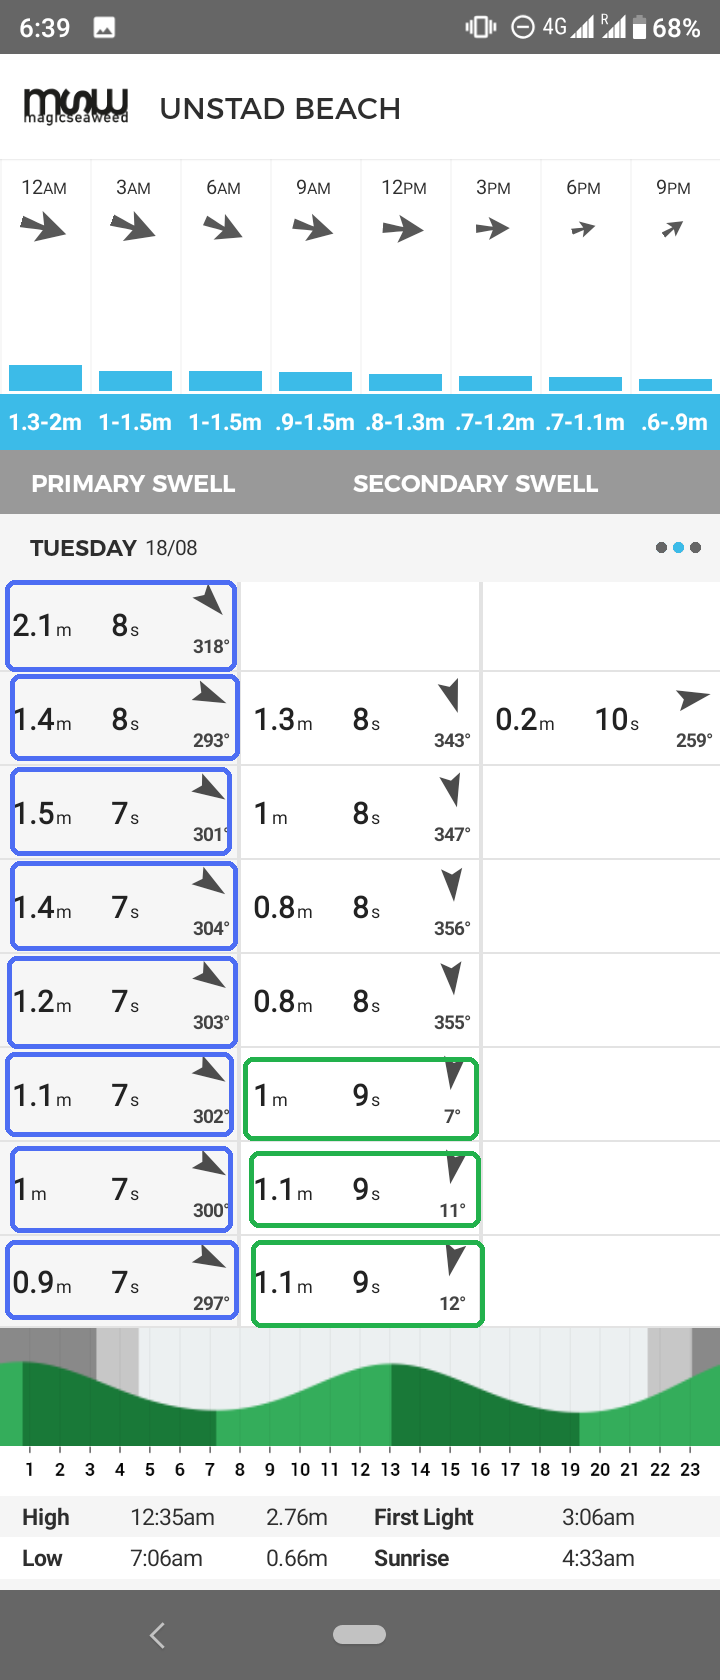 6:39 4G R 68%
msw
magicseaweed
UNSTAD BEACH
12AM 3AM 6AM 9AM 12PM 3PM 6PM 9PM
1.3-2m 1-1.5m 1-1.5m .9-1.5m .8-1.3m .7-1.2m .7-1.1m .6-.9m
PRIMARY SWELL SECONDARY SWELL
TUESDAY 18/08
2.1m 8s 318°
1.4m 8s 293° 1.3m 8s 343° 0.2m 10s 259°
1.5m 7s 301° 1m 8s 347°
1.4m 7s 304° 0.8m 8s 356°
1.2m 7s 303° 0.8m 8s 355°
1.1m 7s 302° 1m 9s 7°
1m 7s 300° 1.1m 9s 11°
0.9m 7s 297° 1.1m 9s 12°
1 2 3 4 5 6 7 8 9 10 11 12 13 14 15 16 17 18 19 20 21 22 23
High 12:35am 2.76m First Light 3:06am
Low 7:06am 0.66m Sunrise 4:33am